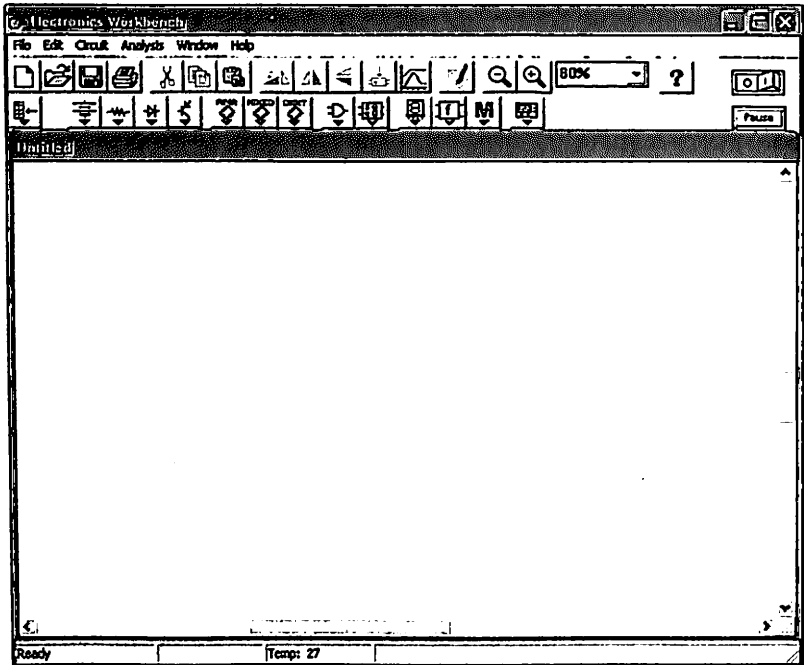 Electronics Workbench
File Edit Circuit Analysis Window Help
80% ?
M
Pause
Untitled
Ready Temp: 27